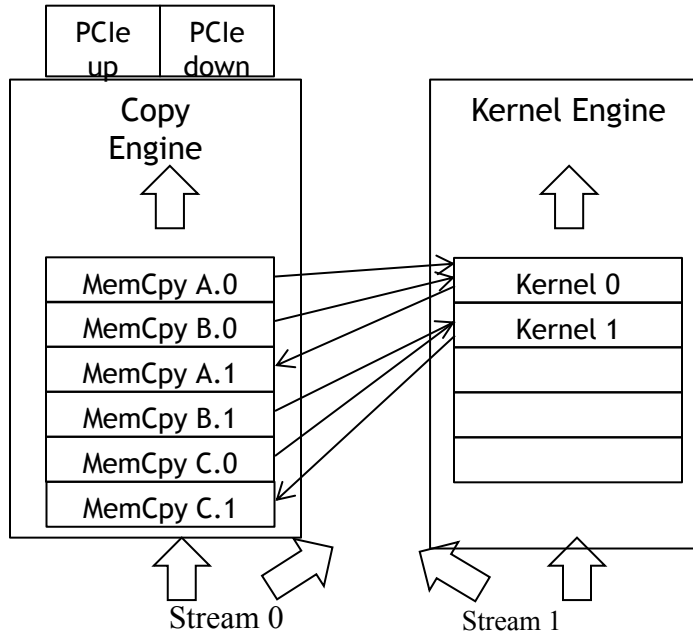 PCIe
up
PCIe
down
Copy
Engine
MemCpy A.0
MemCpy B.0
MemCpy A.1
MemCpy B.1
MemCpy C.0
MemCpy C.1
Kernel Engine
Kernel 0
Kernel 1
Stream 0
Stream 1